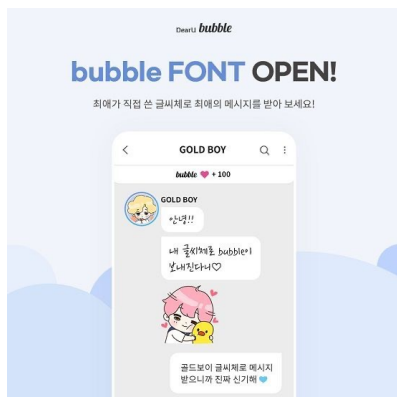 DearU bubble
bubble FONT OPEN!
최애가 직접 쓴 글씨체로 최애의 메시지를 받아 보세요!
GOLD BOY
bubble + 100
GOLD BOY
안녕!!
내 글씨체로 bubble이
보내진다니♡
골드보이 글씨체로 메시지
받으니까 진짜 신기해